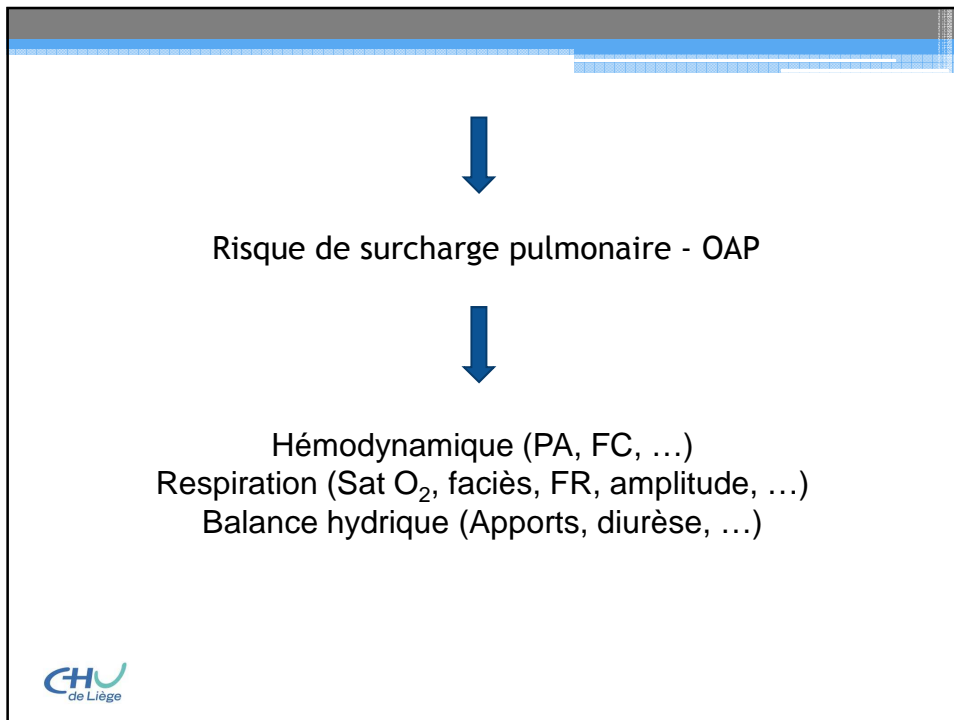 Risque de surcharge pulmonaire - OAP
Hémodynamique (PA, FC, …)
Respiration (Sat O₂, faciès, FR, amplitude, …)
Balance hydrique (Apports, diurèse, …)
CHU
de Liège